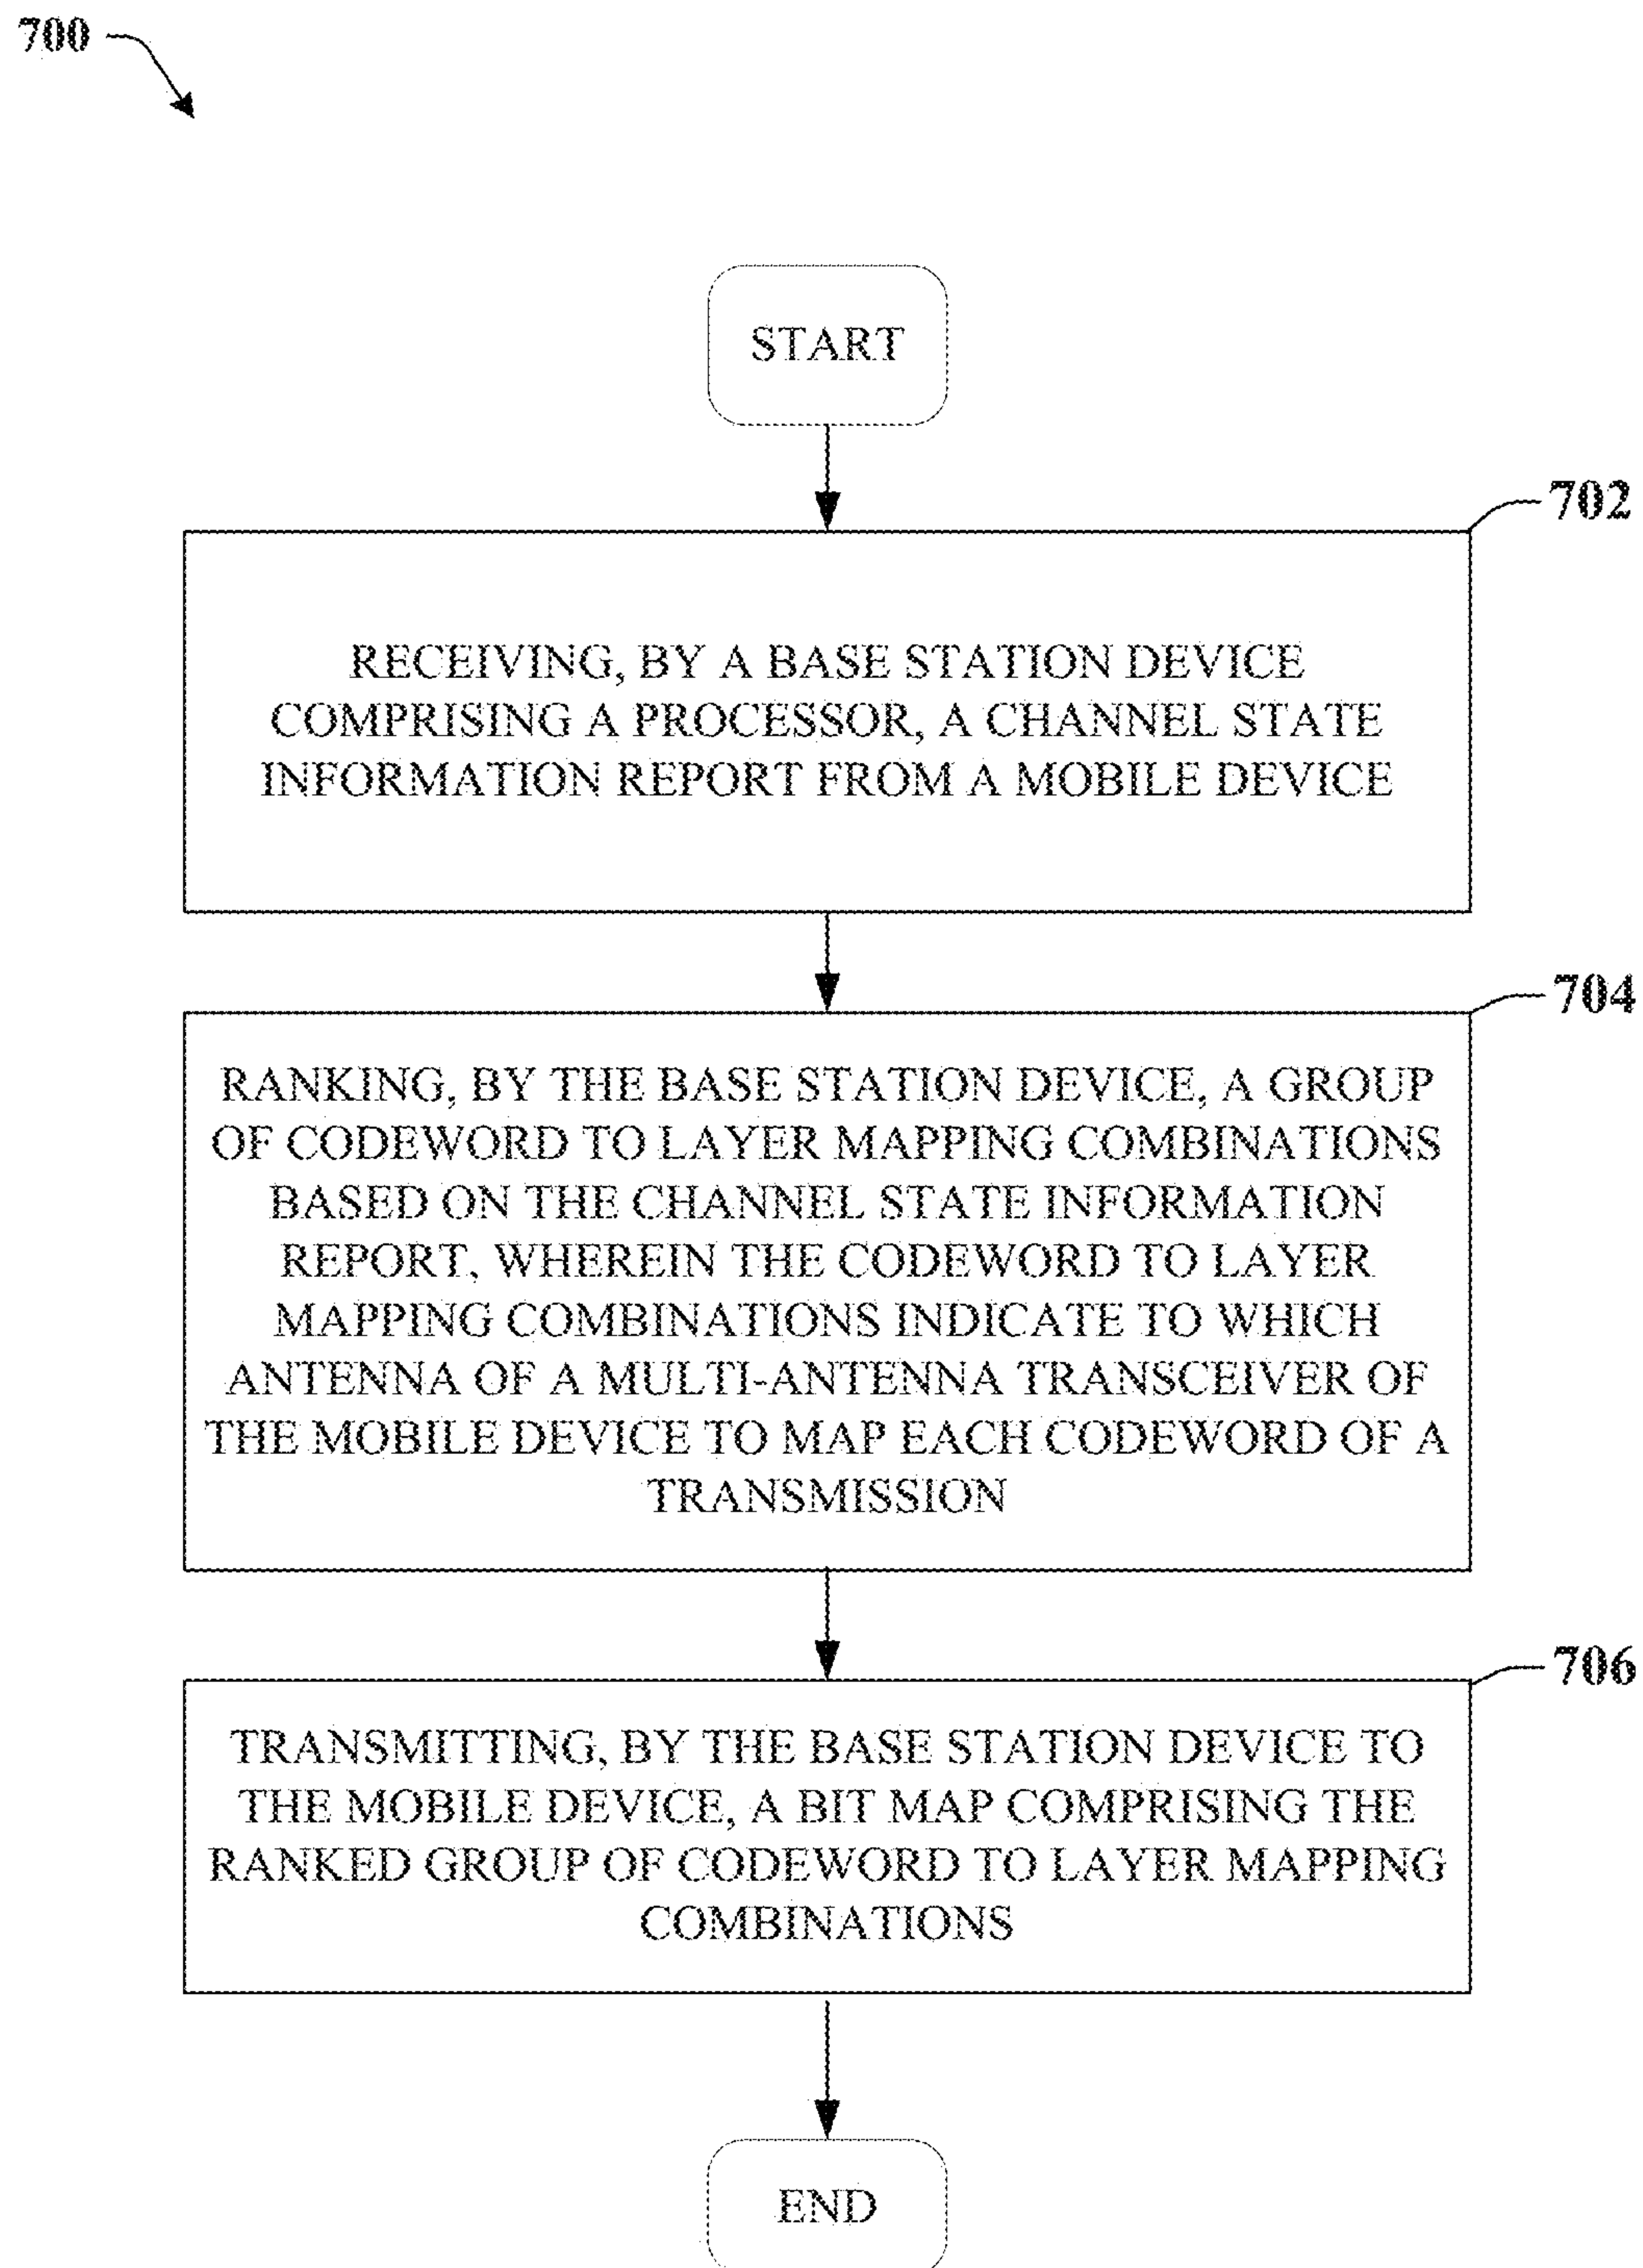 700
START
702
RECEIVING, BY A BASE STATION DEVICE
COMPRISING A PROCESSOR, A CHANNEL STATE
INFORMATION REPORT FROM A MOBILE DEVICE
704
RANKING, BY THE BASE STATION DEVICE, A GROUP
OF CODEWORD TO LAYER MAPPING COMBINATIONS
BASED ON THE CHANNEL STATE INFORMATION
REPORT, WHEREIN THE CODEWORD TO LAYER
MAPPING COMBINATIONS INDICATE TO WHICH
ANTENNA OF A MULTI-ANTENNA TRANSCEIVER OF
THE MOBILE DEVICE TO MAP EACH CODEWORD OF A
TRANSMISSION
706
TRANSMITTING, BY THE BASE STATION DEVICE TO
THE MOBILE DEVICE, A BIT MAP COMPRISING THE
RANKED GROUP OF CODEWORD TO LAYER MAPPING
COMBINATIONS
END